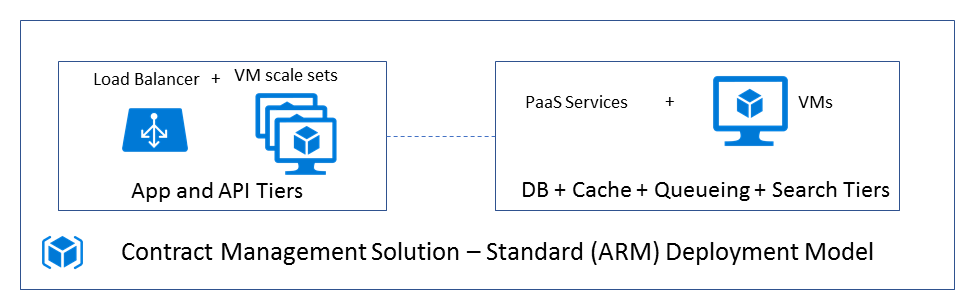 Load Balancer + VM scale sets
App and API Tiers
PaaS Services + VMs
DB + Cache + Queueing + Search Tiers
Contract Management Solution – Standard (ARM) Deployment Model